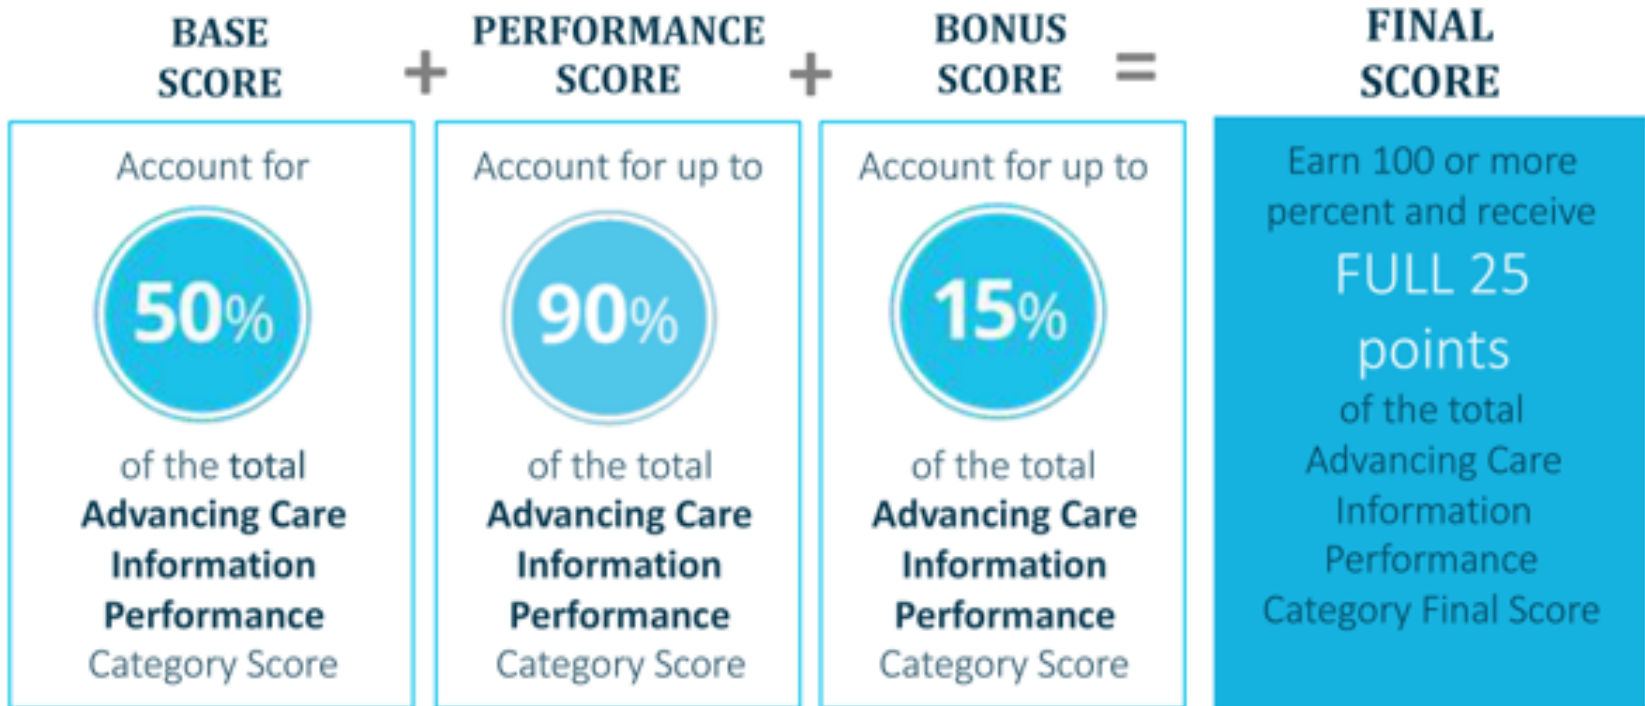 BASE
SCORE
+
PERFORMANCE
SCORE
+
BONUS
SCORE
=
FINAL
SCORE
Account for
50%
of the total
Advancing Care
Information
Performance
Category Score
Account for up to
90%
of the total
Advancing Care
Information
Performance
Category Score
Account for up to
15%
of the total
Advancing Care
Information
Performance
Category Score
Earn 100 or more
percent and receive
FULL 25
points
of the total
Advancing Care
Information
Performance
Category Final Score